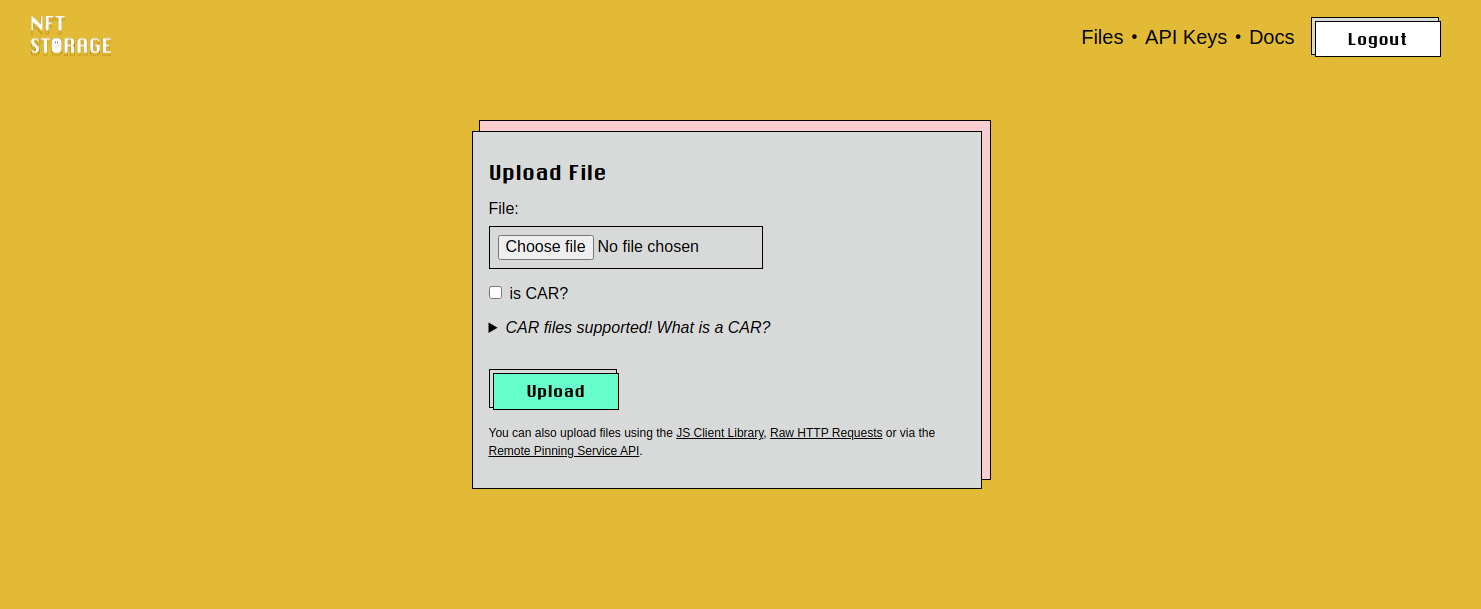 NFT
STORAGE
Files • API Keys • Docs
Logout
Upload File
File:
Choose file No file chosen
is CAR?
CAR files supported! What is a CAR?
Upload
You can also upload files using the JS Client Library, Raw HTTP Requests or via the
Remote Pinning Service API.